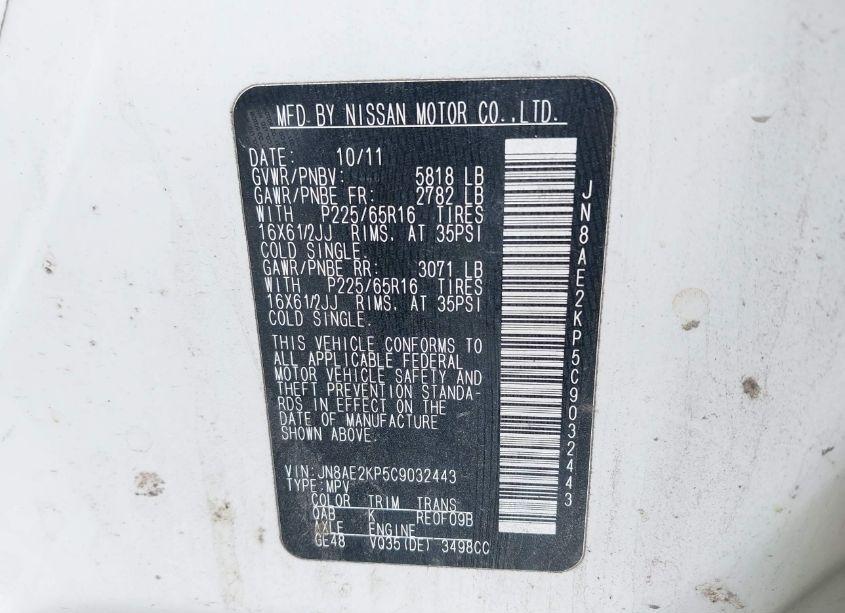 MFD BY NISSAN MOTOR CO.,LTD.
DATE: 10/11
GVWR/PNBV: 5818 LB
GAWR/PNBE FR: 2782 LB
WITH P225/65R16 TIRES
16X61/2JJ RIMS, AT 35PSI
COLD SINGLE.
GAWR/PNBE RR: 3071 LB
WITH P225/65R16 TIRES
16X61/2JJ RIMS, AT 35PSI
COLD SINGLE.
THIS VEHICLE CONFORMS TO
ALL APPLICABLE FEDERAL
MOTOR VEHICLE SAFETY AND
THEFT PREVENTION STANDA-
RDS IN EFFECT ON THE
DATE OF MANUFACTURE
SHOWN ABOVE.
VIN:JN8AE2KP5C9032443
TYPE:MPV
COLOR TRIM TRANS
QAB K RE0F09B
AXLE ENGINE
GE48 VQ35(DE) 3498CC
JN8AE2KP5C9032443